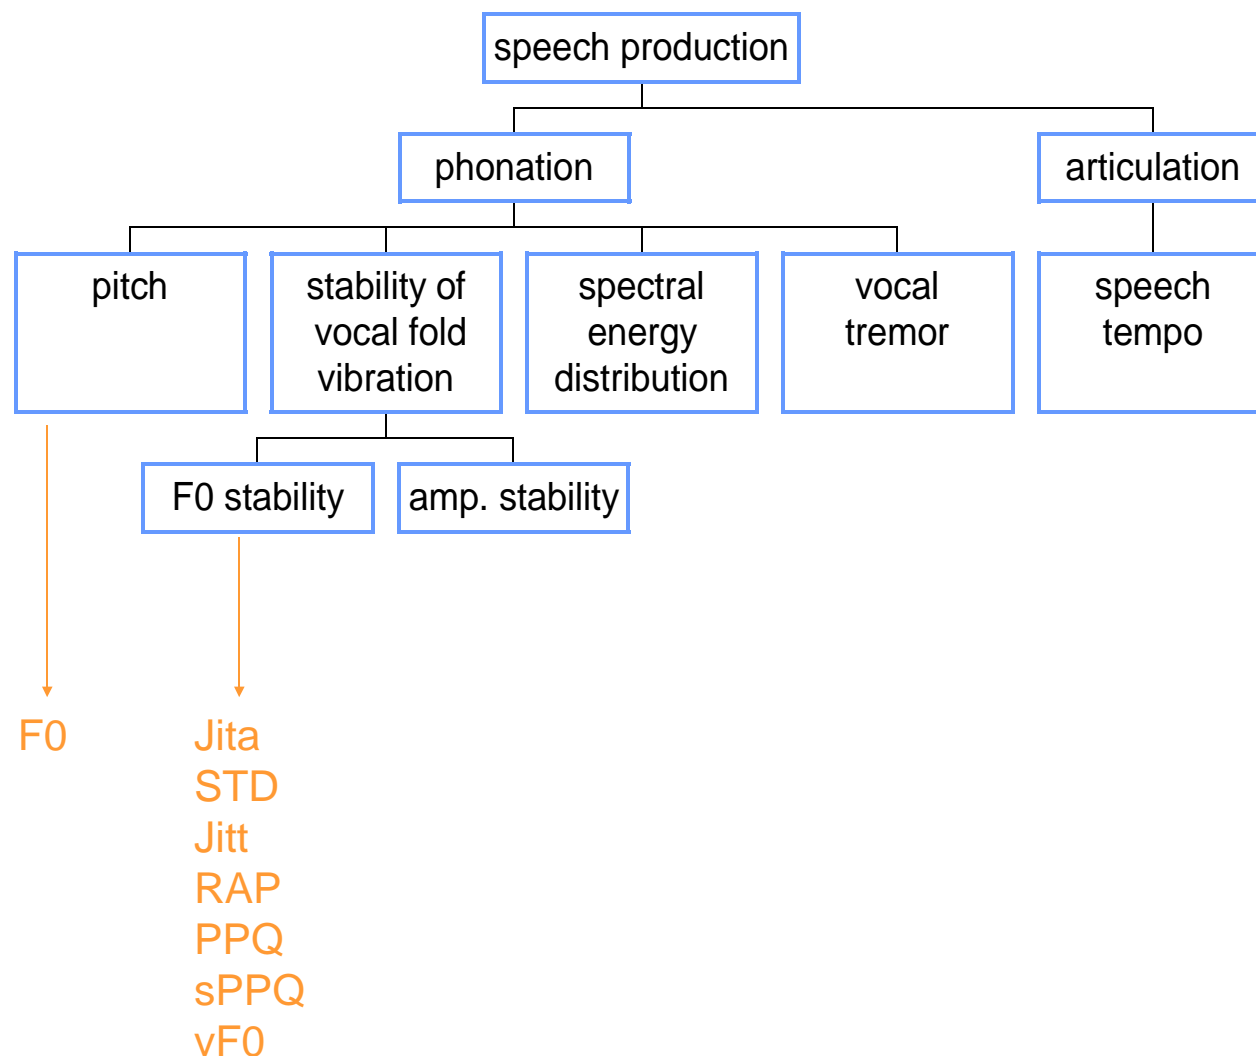 speech production
phonation
articulation
pitch
stability of
vocal fold
vibration
spectral
energy
distribution
vocal
tremor
speech
tempo
F0 stability
amp. stability
F0
Jita
STD
Jitt
RAP
PPQ
sPPQ
vF0